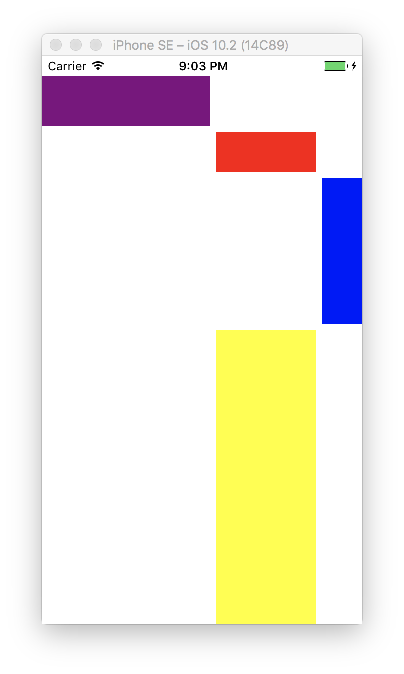 iPhone SE – iOS 10.2 (14C89)
Carrier 9:03 PM